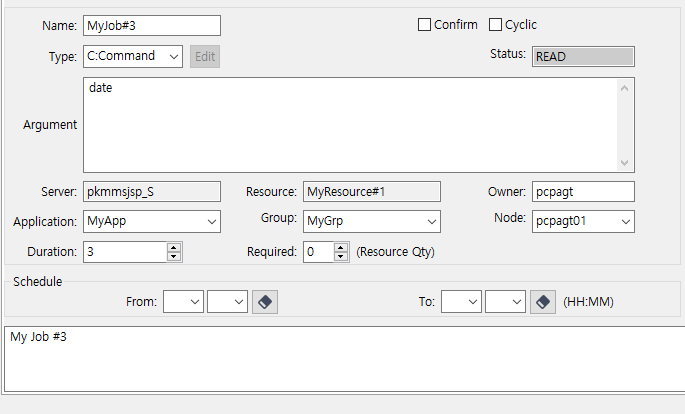 Name: MyJob#3 Confirm Cyclic
Type: C:Command Edit Status: READ
Argument date
Server: pkmmsjsp_S Resource: MyResource#1 Owner: pcpagt
Application: MyApp Group: MyGrp Node: pcpagt01
Duration: 3 Required: 0 (Resource Qty)
Schedule
From: To: (HH:MM)
My Job #3